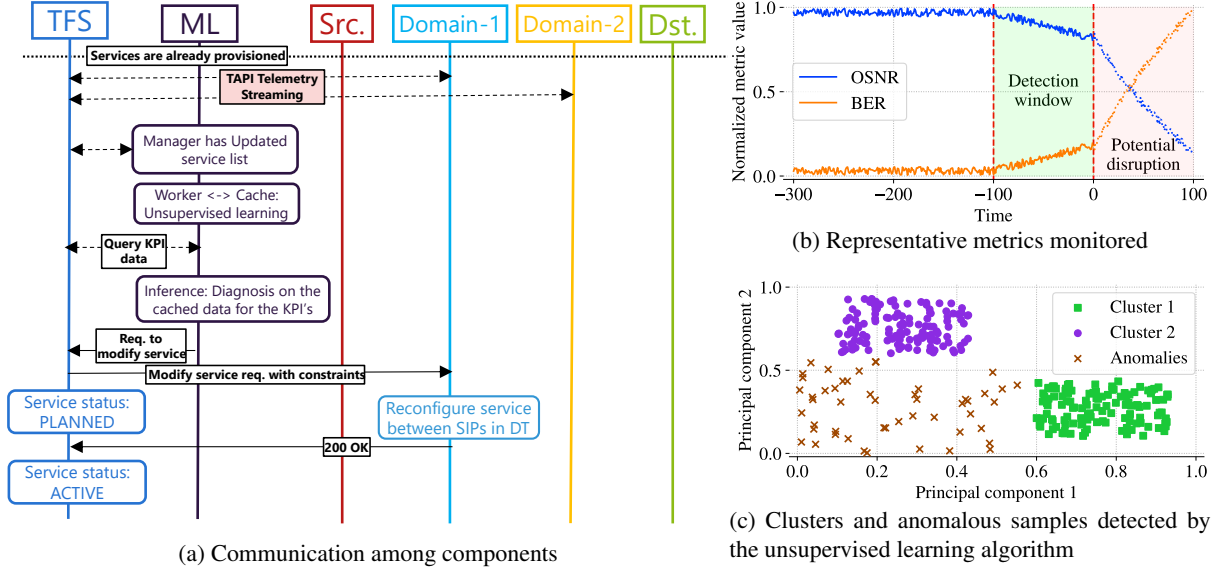 TFS
ML
Src.
Domain-1
Domain-2
Dst.
Services are already provisioned
TAPI Telemetry
Streaming
Manager has Updated
service list
Worker <-> Cache:
Unsupervised learning
Query KPI
data
Inference: Diagnosis on the
cached data for the KPI's
Req. to
modify service
Modify service req. with constraints
Service status:
PLANNED
Reconfigure service
between SIPs in DT
200 OK
Service status:
ACTIVE
(a) Communication among components
Normalized metric value
1.0
0.5
0.0
OSNR
BER
Detection
window
Potential
disruption
-300
-200
-100
0
100
Time
(b) Representative metrics monitored
Principal component 2
1.0
0.5
0.0
Cluster 1
Cluster 2
Anomalies
0.0
0.2
0.4
0.6
0.8
1.0
Principal component 1
(c) Clusters and anomalous samples detected by
the unsupervised learning algorithm